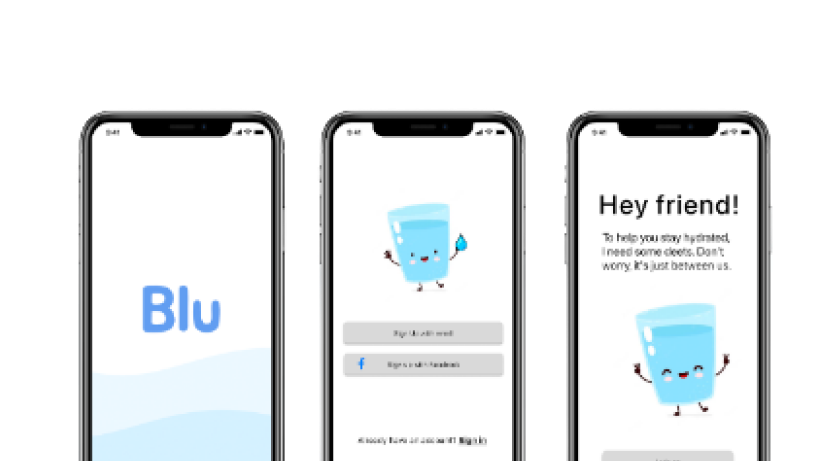 9:41
Blu
9:41
Sign Up with email
Sign up with Facebook
Already have an account? Sign in
9:41
Hey friend!
To help you stay hydrated,
I need some deets. Don't
worry, it's just between us.